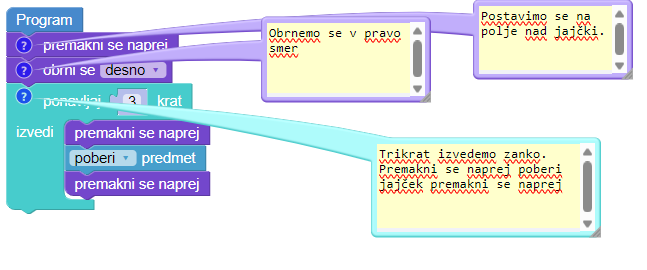 Program
premakni se naprej
obrni se desno
ponavljaj 3 krat
izvedi
premakni se naprej
poberi predmet
premakni se naprej
Obrnemo se v pravo
smer
Postavimo se na
polje nad jajčki.
Trikrat izvedemo zanko.
Premakni se naprej poberi
jajček premakni se naprej